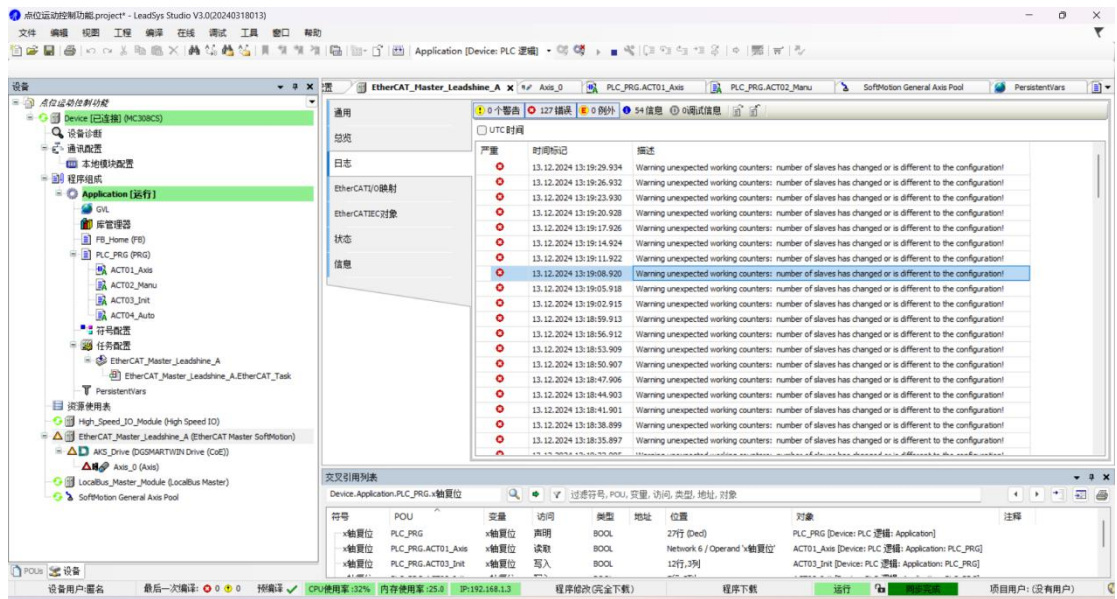 点位运动控制功能.project* - LeadSys Studio V3.0(20240318013)
文件 编辑 视图 工程 编译 在线 调试 工具 窗口 帮助
Application [Device: PLC 逻辑]
设备
置 EtherCAT_Master_Leadshine_A Axis_0 PLC_PRG.ACT01_Axis PLC_PRG.ACT02_Manu SoftMotion General Axis Pool PersistentVars
点位运动控制功能
Device [已连接] (MC308CS)
设备诊断
通讯配置
本地模块配置
程序组成
Application [运行]
GVL
库管理器
FB_Home (FB)
PLC_PRG (PRG)
ACT01_Axis
ACT02_Manu
ACT03_Init
ACT04_Auto
符号配置
任务配置
EtherCAT_Master_Leadshine_A
EtherCAT_Master_Leadshine_A.EtherCAT_Task
PersistentVars
资源使用表
High_Speed_IO_Module (High Speed IO)
EtherCAT_Master_Leadshine_A (EtherCAT Master SoftMotion)
AKS_Drive (DGSMARTWIN Drive (CoE))
Axis_0 (Axis)
LocalBus_Master_Module (LocalBus Master)
SoftMotion General Axis Pool
POUs 设备
通用
总览
日志
EtherCATI/O映射
EtherCATIEC对象
状态
信息
0 个警告 127 错误 0 例外 54 信息 0调试信息
UTC 时间
严重 时间标记 描述
13.12.2024 13:19:29.934 Warning unexpected working counters: number of slaves has changed or is different to the configuration!
13.12.2024 13:19:26.932 Warning unexpected working counters: number of slaves has changed or is different to the configuration!
13.12.2024 13:19:23.930 Warning unexpected working counters: number of slaves has changed or is different to the configuration!
13.12.2024 13:19:20.928 Warning unexpected working counters: number of slaves has changed or is different to the configuration!
13.12.2024 13:19:17.926 Warning unexpected working counters: number of slaves has changed or is different to the configuration!
13.12.2024 13:19:14.924 Warning unexpected working counters: number of slaves has changed or is different to the configuration!
13.12.2024 13:19:11.922 Warning unexpected working counters: number of slaves has changed or is different to the configuration!
13.12.2024 13:19:08.920 Warning unexpected working counters: number of slaves has changed or is different to the configuration!
13.12.2024 13:19:05.918 Warning unexpected working counters: number of slaves has changed or is different to the configuration!
13.12.2024 13:19:02.915 Warning unexpected working counters: number of slaves has changed or is different to the configuration!
13.12.2024 13:18:59.913 Warning unexpected working counters: number of slaves has changed or is different to the configuration!
13.12.2024 13:18:56.912 Warning unexpected working counters: number of slaves has changed or is different to the configuration!
13.12.2024 13:18:53.909 Warning unexpected working counters: number of slaves has changed or is different to the configuration!
13.12.2024 13:18:50.907 Warning unexpected working counters: number of slaves has changed or is different to the configuration!
13.12.2024 13:18:47.906 Warning unexpected working counters: number of slaves has changed or is different to the configuration!
13.12.2024 13:18:44.903 Warning unexpected working counters: number of slaves has changed or is different to the configuration!
13.12.2024 13:18:41.901 Warning unexpected working counters: number of slaves has changed or is different to the configuration!
13.12.2024 13:18:38.899 Warning unexpected working counters: number of slaves has changed or is different to the configuration!
13.12.2024 13:18:35.897 Warning unexpected working counters: number of slaves has changed or is different to the configuration!
交叉引用列表
Device.Application.PLC_PRG.x轴复位 过滤符号, POU, 变量, 访问, 类型, 地址, 对象
符号 POU 变量 访问 类型 地址 位置 对象 注释
x轴复位 PLC_PRG x轴复位 声明 BOOL 27行 (Decl) PLC_PRG [Device: PLC 逻辑: Application]
x轴复位 PLC_PRG.ACT01_Axis x轴复位 读取 BOOL Network 6 / Operand 'x轴复位' ACT01_Axis [Device: PLC 逻辑: Application: PLC_PRG]
x轴复位 PLC_PRG.ACT03_Init x轴复位 写入 BOOL 12行,3列 ACT03_Init [Device: PLC 逻辑: Application: PLC_PRG]
设备用户:匿名 最后一次编译: 0 0 预编译 CPU使用率:32% 内存使用率:25.0 IP:192.168.1.3 程序修改(完全下载) 程序下载 运行 项目用户: (没有用户)